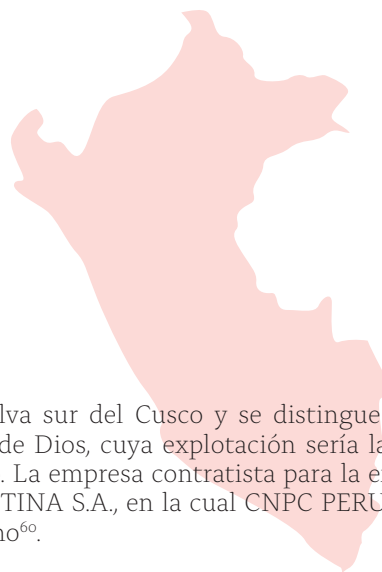 lva sur del Cusco y se distingue
de Dios, cuya explotación sería la
. La empresa contratista para la e
TINA S.A., en la cual CNPC PERU
no⁶⁰.